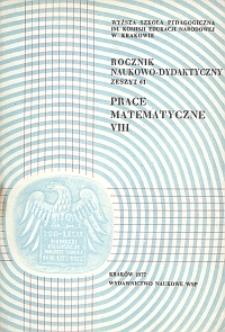 WYŻSZA SZKOŁA PEDAGOGICZNA
IM. KOMISJI EDUKACJI NARODOWEJ
W KRAKOWIE
ROCZNIK
NAUKOWO-DYDAKTYCZNY
ZESZYT 61
PRACE
MATEMATYCZNE
VIII
KRAKÓW 1977
WYDAWNICTWO NAUKOWE WSP